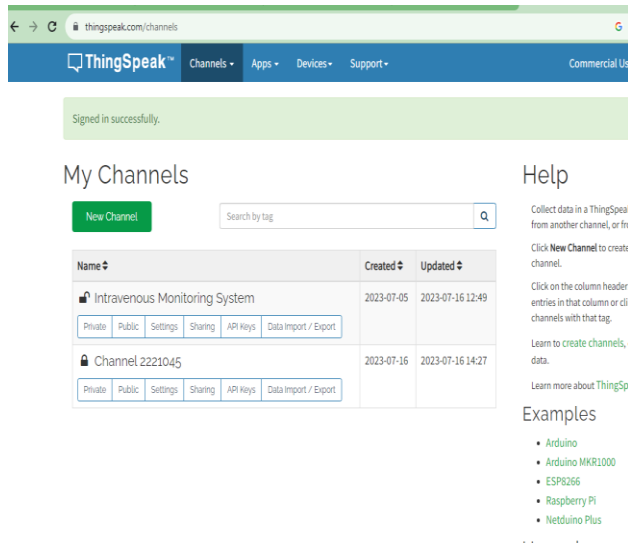 thingspeak.com/channels
ThingSpeak™ Channels Apps Devices Support Commercial Us
Signed in successfully.
My Channels
New Channel Search by tag
Name Created Updated
Intravenous Monitoring System 2023-07-05 2023-07-16 12:49
Private Public Settings Sharing API Keys Data Import / Export
Channel 2221045 2023-07-16 2023-07-16 14:27
Private Public Settings Sharing API Keys Data Import / Export
Help
Collect data in a ThingSpea
from another channel, or fr
Click New Channel to create
channel.
Click on the column header
entries in that column or cli
channels with that tag.
Learn to create channels,
data.
Learn more about ThingSp
Examples
Arduino
Arduino MKR1000
ESP8266
Raspberry Pi
Netduino Plus